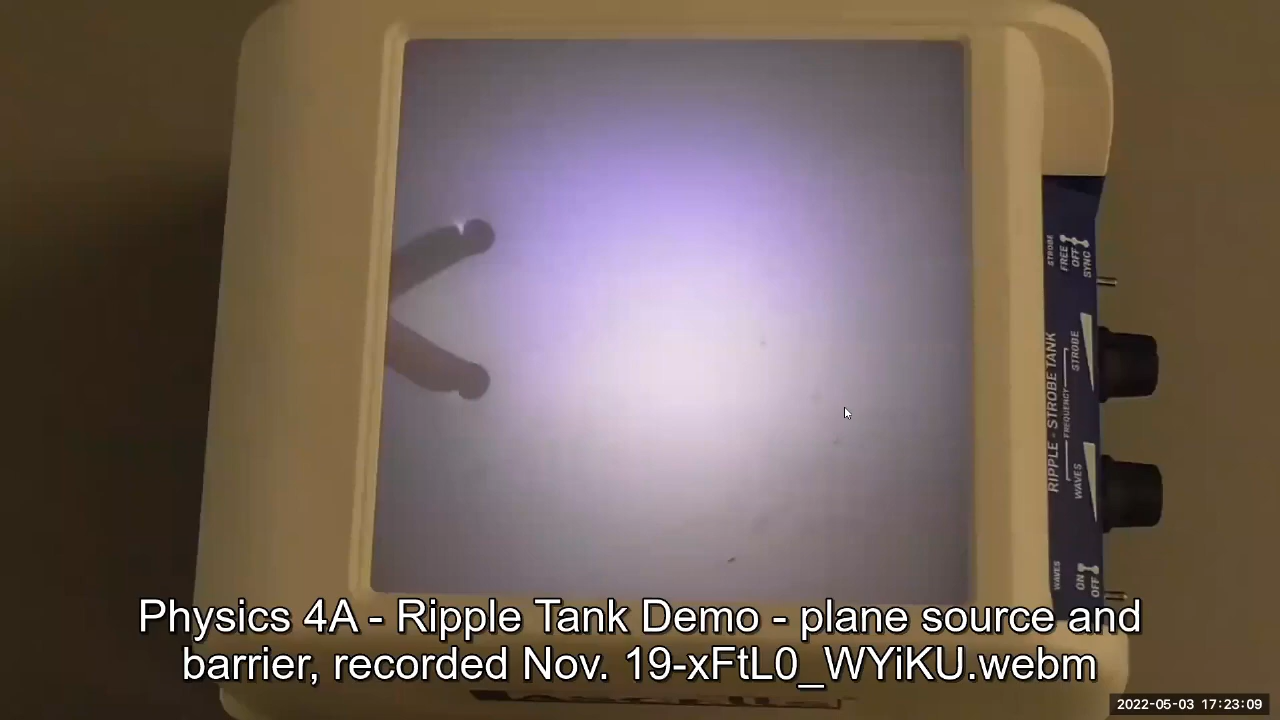 STROBE
FREE
OFF
SYNC
RIPPLE - STROBE TANK
FREQUENCY
STROBE
WAVES
WAVES
ON
OFF
Physics 4A - Ripple Tank Demo - plane source and
barrier, recorded Nov. 19-xFtL0_WYiKU.webm
2022-05-03 17:23:09